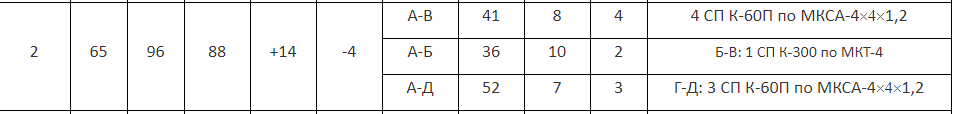 А-В 41 8 4 4 СП К-60П по МКСА-4×4×1,2
2 65 96 88 +14 -4 А-Б 36 10 2 Б-В: 1 СП К-300 по МКТ-4
А-Д 52 7 3 Г-Д: 3 СП К-60П по МКСА-4×4×1,2